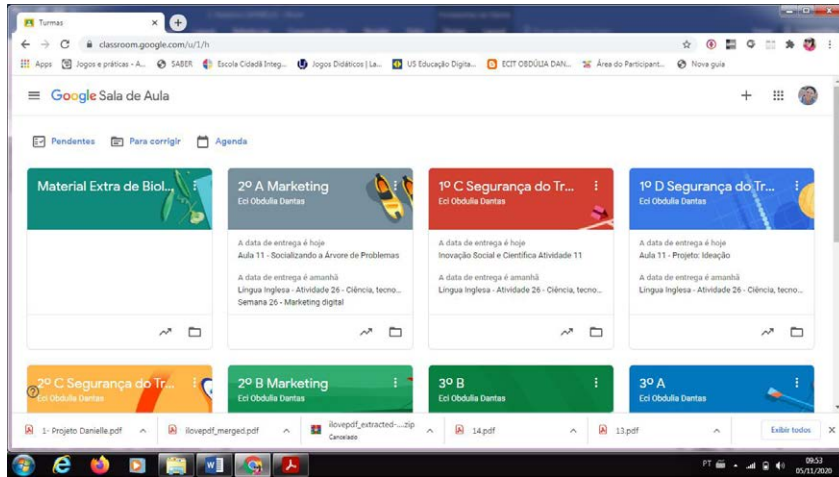 Turmas
classroom.google.com/u/1/h
Apps Jogos e práticas - A... SABER Escola Cidadã Integ... Jogos Didáticos | La... US Educação Digita... ECIT OBDÚLIA DAN... Área do Participant... Nova guia
Google Sala de Aula
Pendentes Para corrigir Agenda
Material Extra de Biol...
2º A Marketing
Eci Obdulia Dantas
A data de entrega é hoje
Aula 11 - Socializando a Árvore de Problemas
A data de entrega é amanhã
Língua Inglesa - Atividade 26 - Ciência, tecno...
Semana 26 - Marketing digital
1º C Segurança do Tr...
Eci Obdulia Dantas
A data de entrega é hoje
Inovação Social e Científica Atividade 11
A data de entrega é amanhã
Língua Inglesa - Atividade 26 - Ciência, tecno...
1º D Segurança do Tr...
Eci Obdulia Dantas
A data de entrega é hoje
Aula 11 - Projeto: Ideação
A data de entrega é amanhã
Língua Inglesa - Atividade 26 - Ciência, tecno...
2º C Segurança do Tr...
Eci Obdulia Dantas
2º B Marketing
Eci Obdulia Dantas
3º B
Eci Obdulia Dantas
3º A
Eci Obdulia Dantas
1- Projeto Danielle.pdf
ilovepdf_merged.pdf
ilovepdf_extracted-....zip
Cancelado
14.pdf
13.pdf
Exibir todos
PT
09:53
05/11/2020